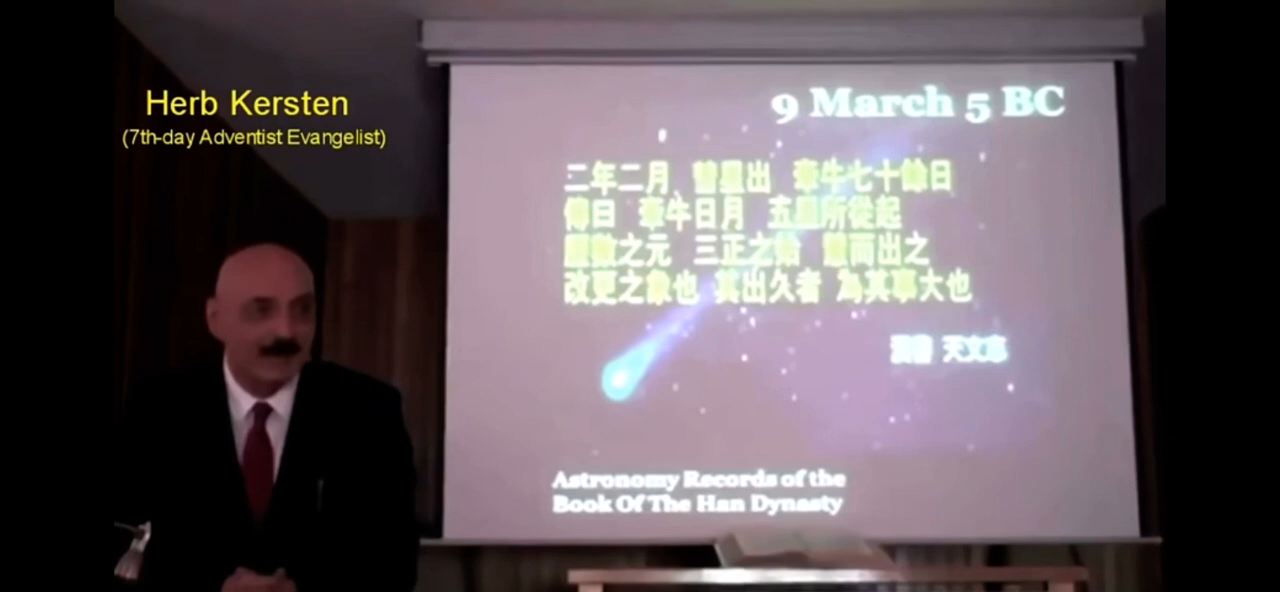 Herb Kersten
(7th-day Adventist Evangelist)
9 March 5 BC
二年二月 彗星出 牽牛七十餘日
傳曰 牽牛日月 五星所從起
之元 三正之始 彗而出之
改更之象也 其出久者 為其事大也
漢書 天文志
Astronomy Records of the
Book Of The Han Dynasty